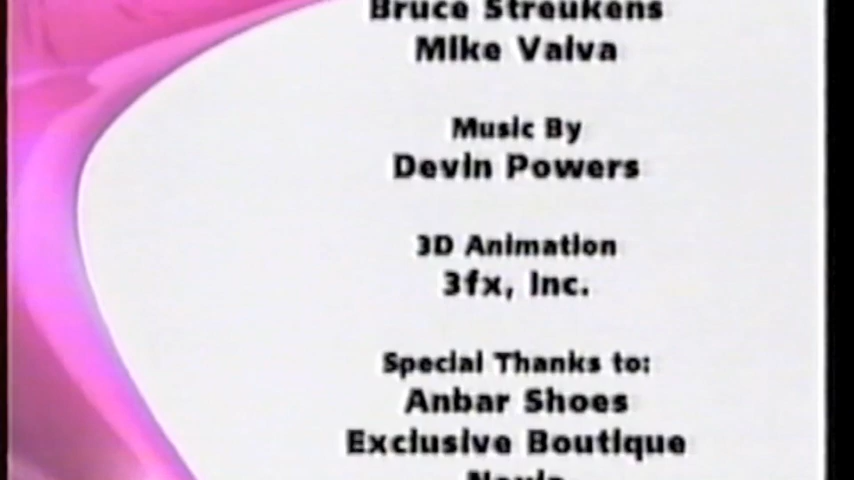 Bruce Streukens
Mike Valva
Music By
Devin Powers
3D Animation
3fx, Inc.
Special Thanks to:
Anbar Shoes
Exclusive Boutique